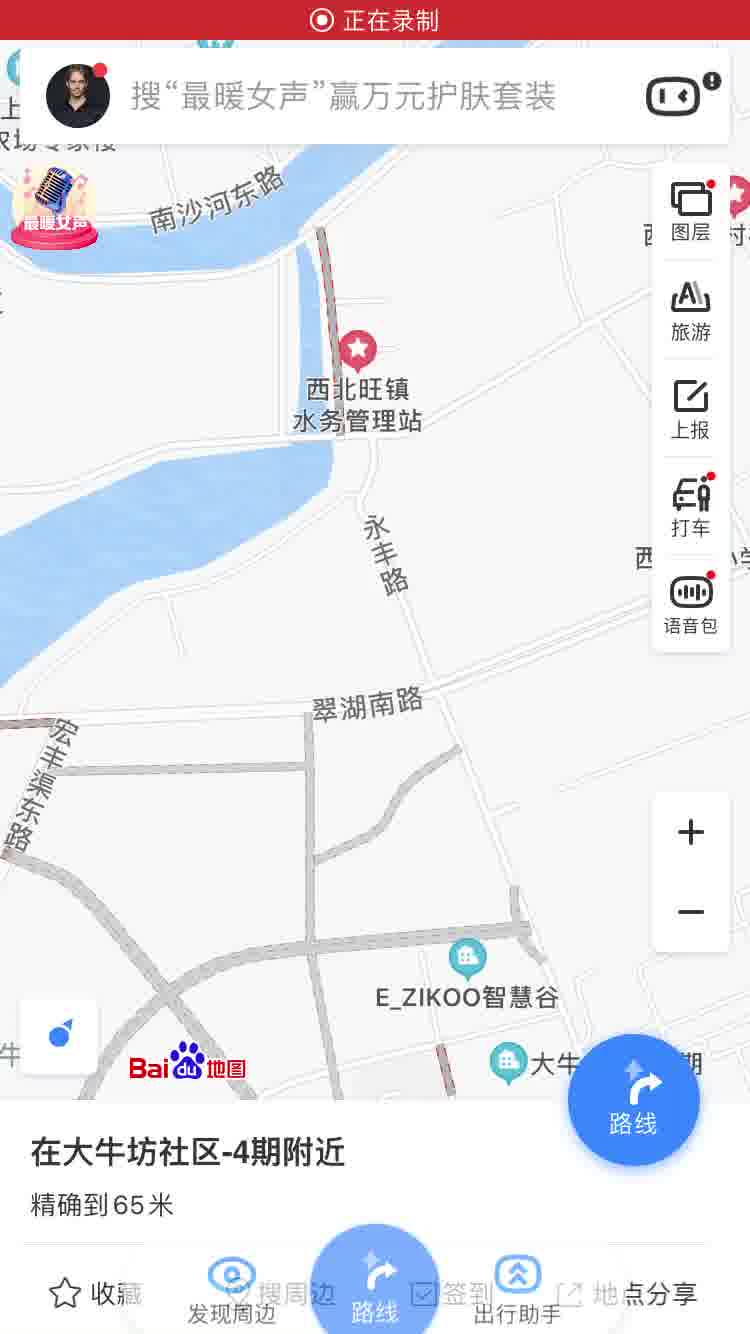 正在录制
搜“最暖女声”赢万元护肤套装
最暖女声
南沙河东路
图层
旅游
上报
打车
语音包
西北旺镇
水务管理站
永丰路
翠湖南路
宏丰渠东路
E_ZIKOO智慧谷
Bai du 地图
大牛
期
路线
在大牛坊社区-4期附近
精确到65米
收藏
搜周边
签到
地点分享
发现周边
路线
出行助手